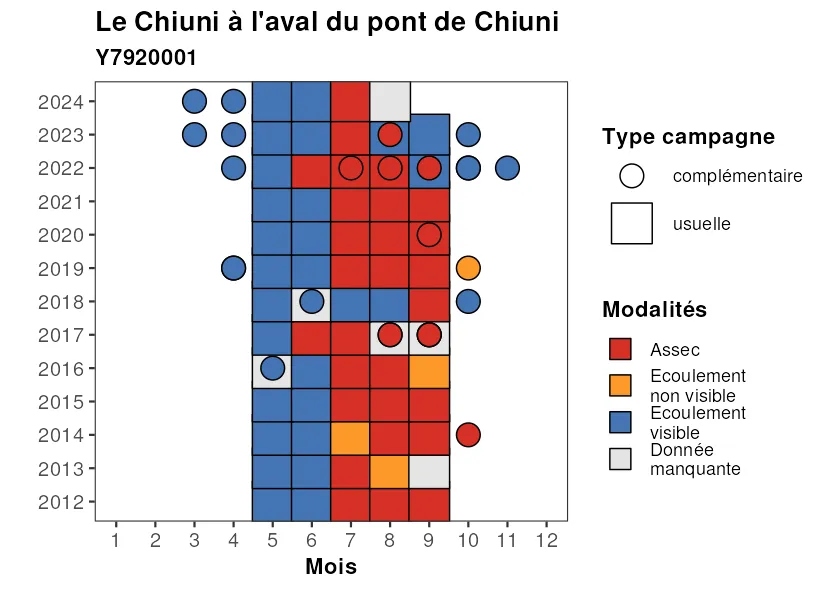 Le Chiuni à l'aval du pont de Chiuni
Y7920001
2024
2023
2022
2021
2020
2019
2018
2017
2016
2015
2014
2013
2012
1 2 3 4 5 6 7 8 9 10 11 12
Mois
Type campagne
complémentaire
usuelle
Modalités
Assec
Ecoulement
non visible
Ecoulement
visible
Donnée
manquante